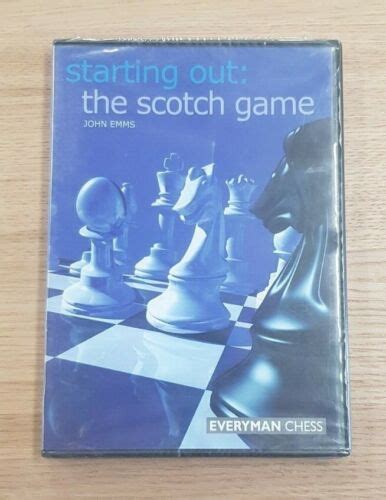 starting out:
the scotch game
JOHN EMMS
EVERYMAN CHESS